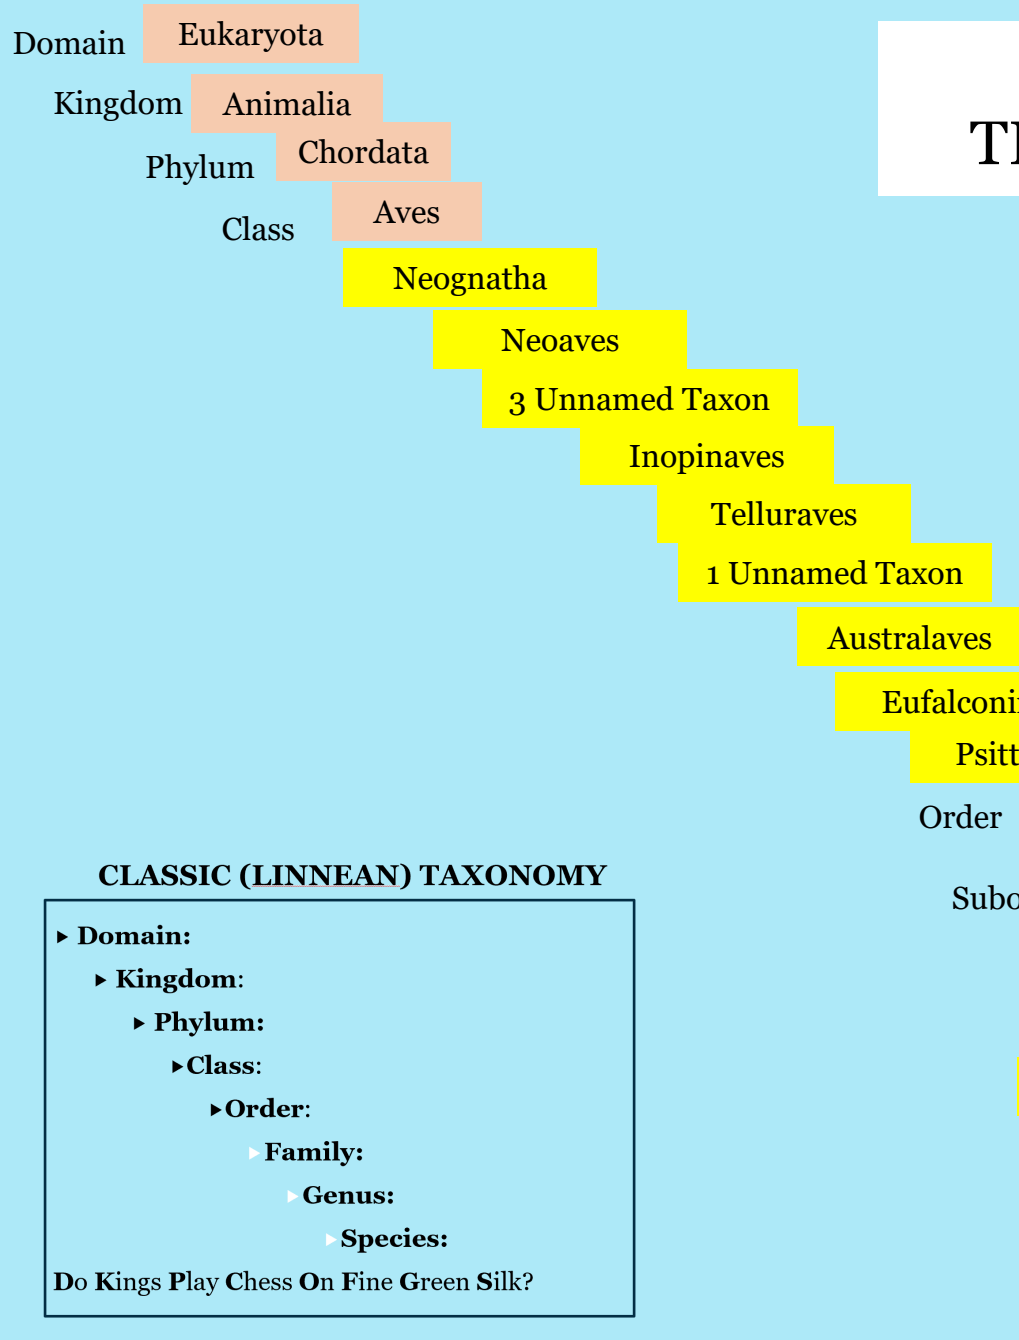 Domain Eukaryota
Kingdom Animalia
Phylum Chordata
Class Aves
Neognatha
Neoaves
3 Unnamed Taxon
Inopinaves
Telluraves
1 Unnamed Taxon
Australaves
Order
CLASSIC (LINNEAN) TAXONOMY
Domain:
Kingdom:
Phylum:
Class:
Order:
Family:
Genus:
Species:
Do Kings Play Chess On Fine Green Silk?